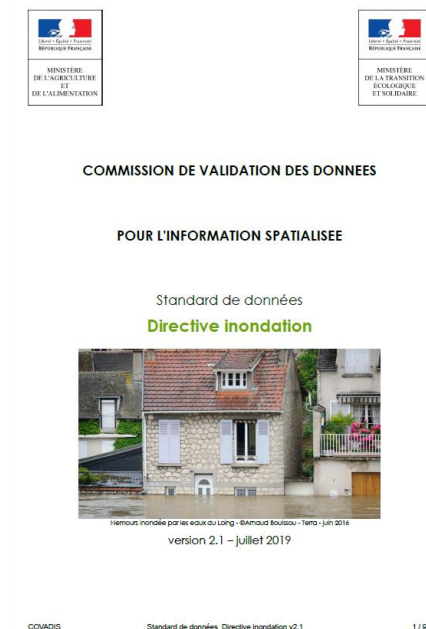 Liberté • Égalité • Fraternité
RÉPUBLIQUE FRANÇAISE
MINISTÈRE
DE L'AGRICULTURE
ET
DE L'ALIMENTATION
Liberté • Égalité • Fraternité
RÉPUBLIQUE FRANÇAISE
MINISTÈRE
DE LA TRANSITION
ÉCOLOGIQUE
ET SOLIDAIRE
COMMISSION DE VALIDATION DES DONNEES
POUR L'INFORMATION SPATIALISEE
Standard de données
Directive inondation
Nemours inondée par les eaux du Loing - ©Arnaud Bouissou - Terra - juin 2016
version 2.1 – juillet 2019
COVADIS Standard de données Directive inondation v2.1 1 / 9